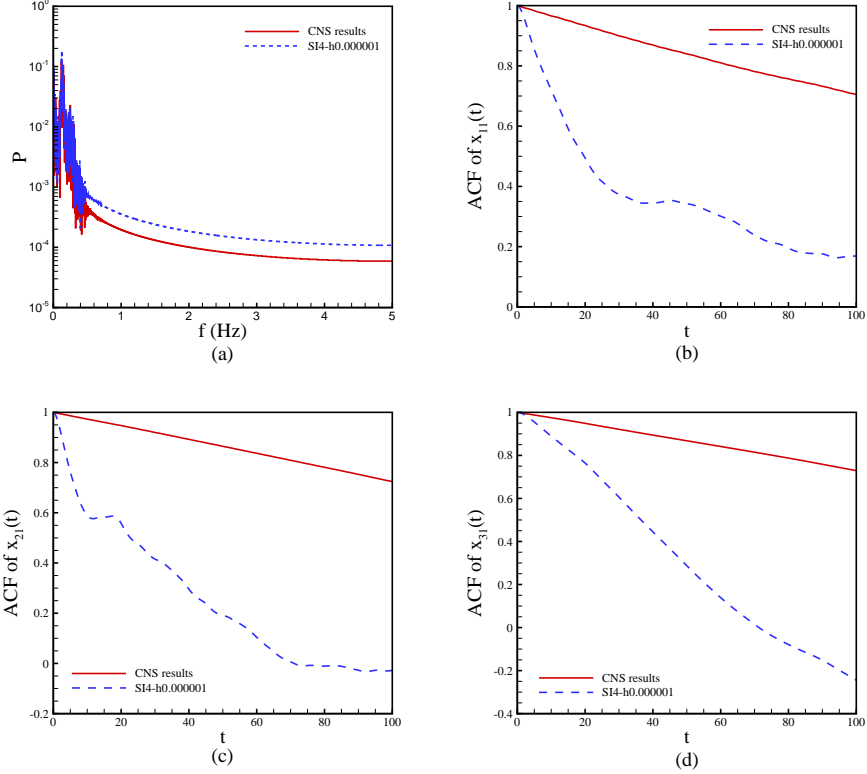 10^0
10^-1
10^-2
10^-3
10^-4
10^-5
P
CNS results
SI4-h0.000001
0 1 2 3 4 5
f (Hz)
(a)
1
0.8
0.6
0.4
0.2
0
ACF of x_11(t)
CNS results
SI4-h0.000001
0 20 40 60 80 100
t
(b)
1
0.8
0.6
0.4
0.2
0
-0.2
ACF of x_21(t)
CNS results
SI4-h0.000001
0 20 40 60 80 100
t
(c)
1
0.8
0.6
0.4
0.2
0
-0.2
-0.4
ACF of x_31(t)
CNS results
SI4-h0.000001
0 20 40 60 80 100
t
(d)